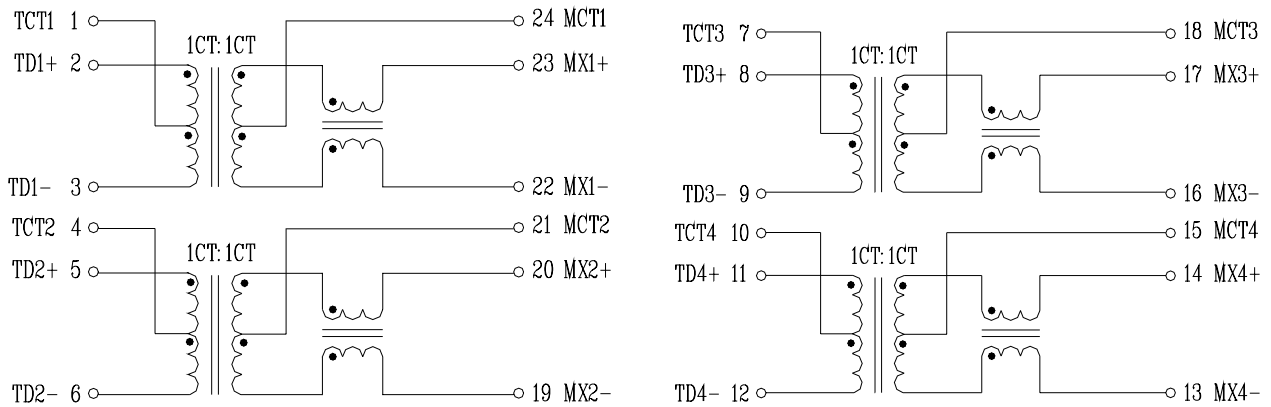 TCT1 1
24 MCT1
1CT:1CT
TD1+ 2
23 MX1+
TD1- 3
22 MX1-
TCT2 4
21 MCT2
1CT:1CT
TD2+ 5
20 MX2+
TD2- 6
19 MX2-
TCT3 7
18 MCT3
1CT:1CT
TD3+ 8
17 MX3+
TD3- 9
16 MX3-
TCT4 10
15 MCT4
1CT:1CT
TD4+ 11
14 MX4+
TD4- 12
13 MX4-